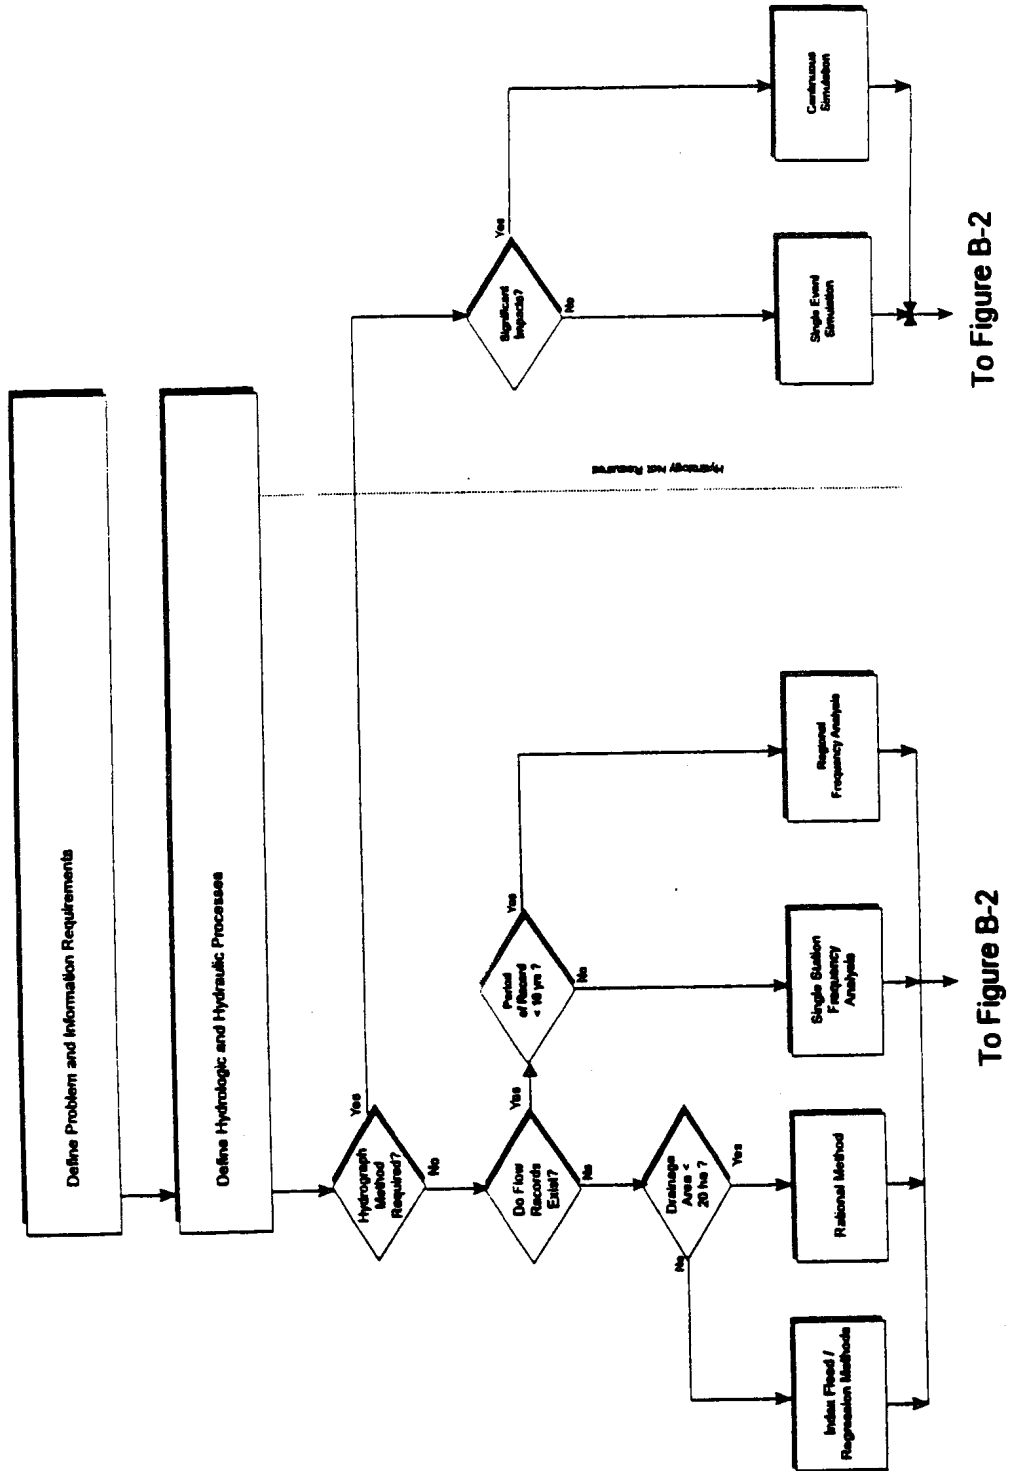 Define Problem and Information Requirements
Define Hydrologic and Hydraulic Processes
Hydrograph
Method
Required?
Yes
No
Do Flow
Records
Exist?
Yes
No
Drainage
Area <
20 ha ?
No
Yes
Period
of Record
< 10 yrs ?
Yes
No
Significant
Impacts?
Yes
No
Hydrology Not Required
Index Flood /
Regression Methods
Rational Method
Single Station
Frequency
Analysis
Regional
Frequency Analysis
Single Event
Simulation
Continuous
Simulation
To Figure B-2
To Figure B-2